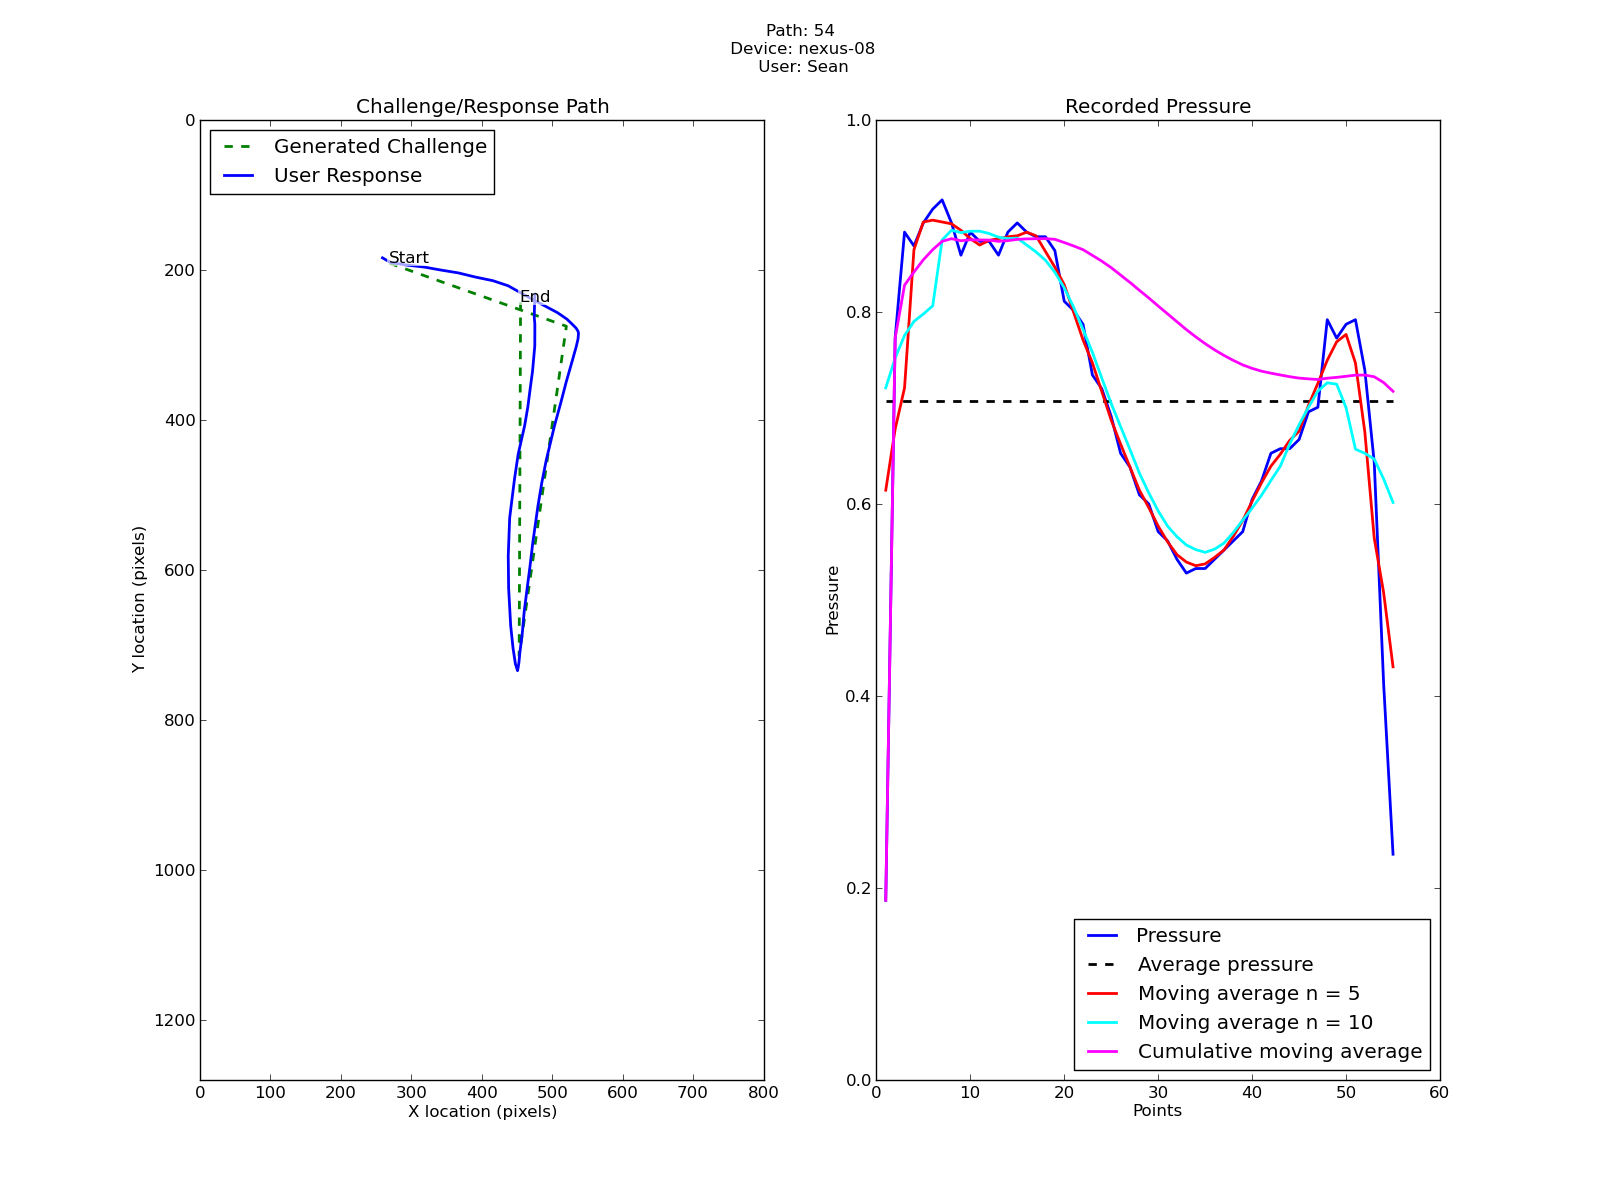 Path: 54
Device: nexus-08
User: Sean
Challenge/Response Path
Generated Challenge
User Response
Start
End
0
200
400
600
800
1000
1200
Y location (pixels)
0 100 200 300 400 500 600 700 800
X location (pixels)
Recorded Pressure
1.0
0.8
0.6
0.4
0.2
0.0
Pressure
Pressure
Average pressure
Moving average n = 5
Moving average n = 10
Cumulative moving average
0 10 20 30 40 50 60
Points